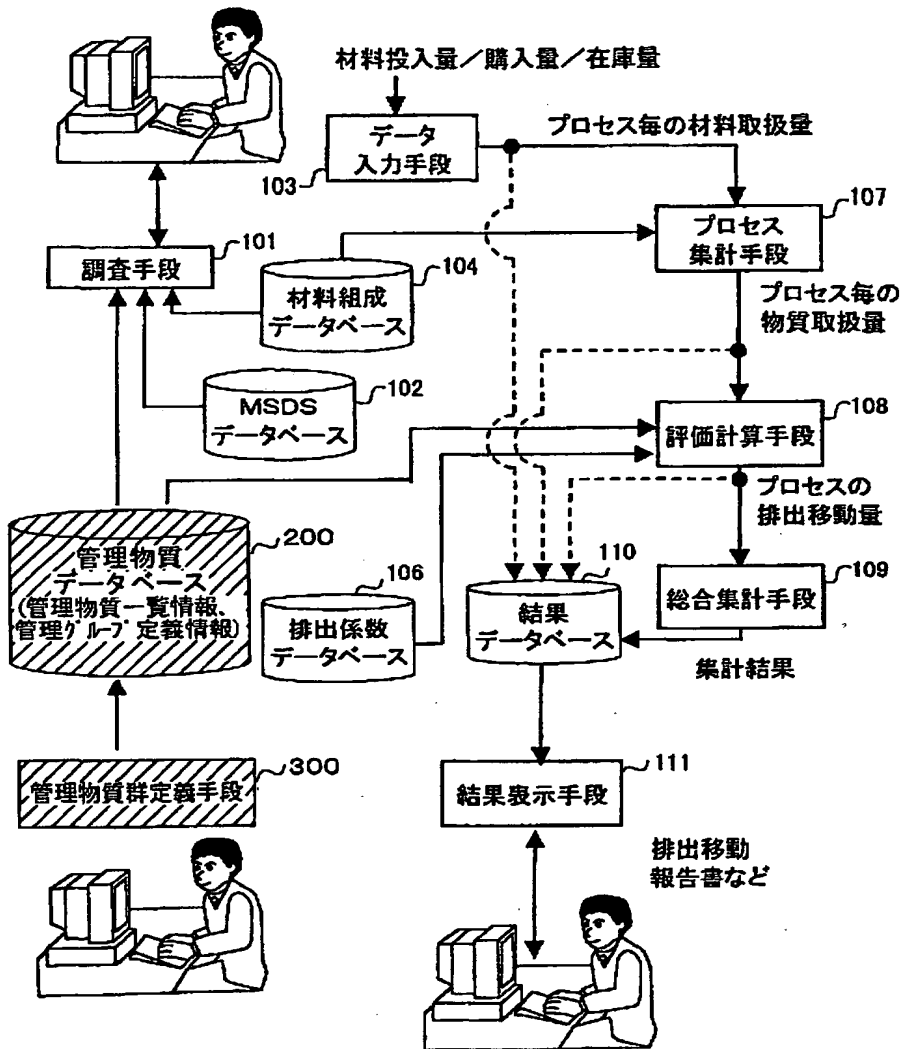 材料投入量／購入量／在庫量
データ
入力手段
103
プロセス毎の材料取扱量
107
プロセス
集計手段
101
調査手段
104
材料組成
データベース
プロセス毎の
物質取扱量
102
MSDS
データベース
108
評価計算手段
プロセスの
排出移動量
200
管理物質
データベース
(管理物質一覧情報、
管理グループ定義情報)
106
排出係数
データベース
110
結果
データベース
109
総合集計手段
集計結果
300
管理物質群定義手段
111
結果表示手段
排出移動
報告書など